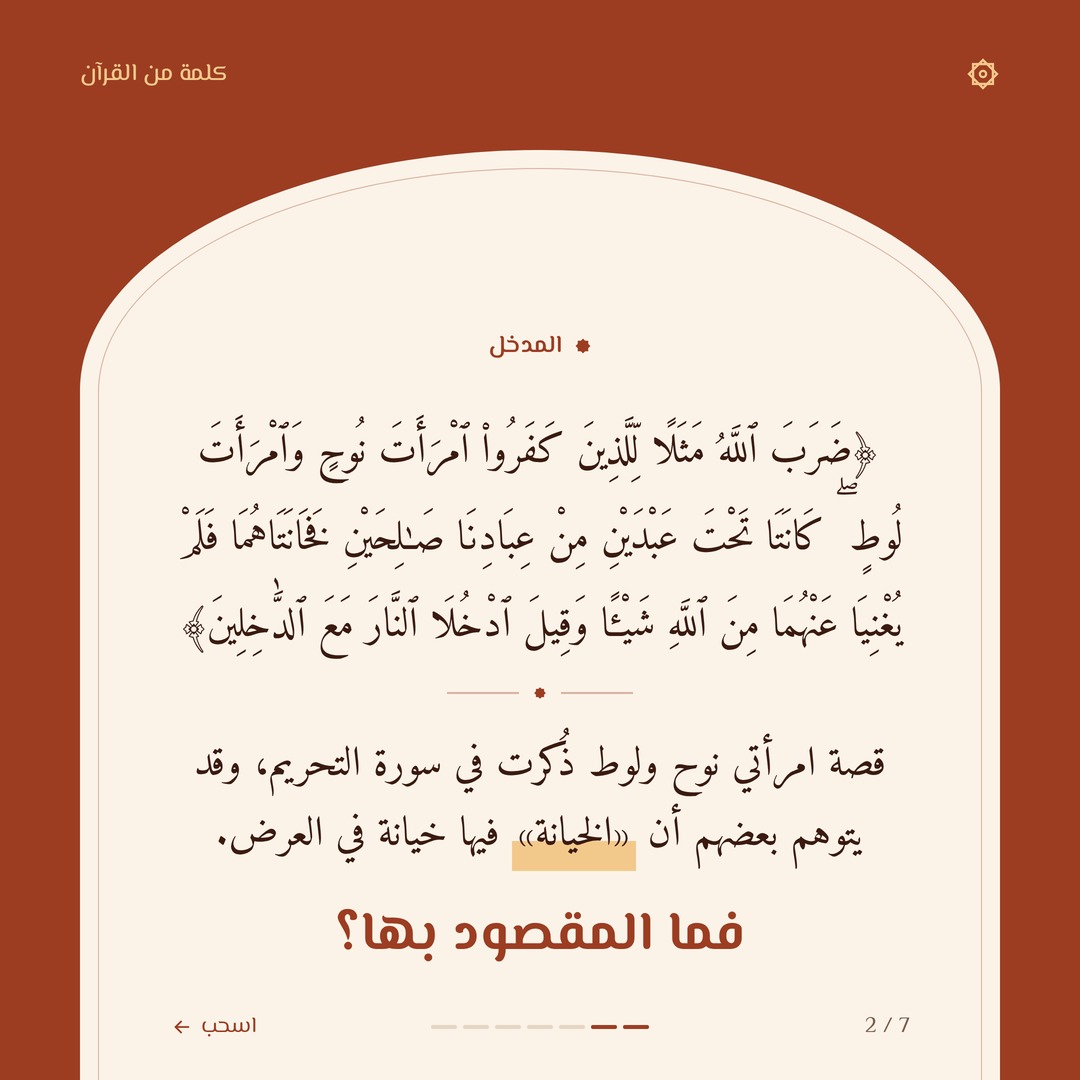 كلمة من القرآن
المدخل
﴿ضَرَبَ ٱللَّهُ مَثَلًا لِّلَّذِينَ كَفَرُوا۟ ٱمْرَأَتَ نُوحٍ وَٱمْرَأَتَ
لُوطٍ ۖ كَانَتَا تَحْتَ عَبْدَيْنِ مِنْ عِبَادِنَا صَـٰلِحَيْنِ فَخَانَتَاهُمَا فَلَمْ
يُغْنِيَا عَنْهُمَا مِنَ ٱللَّهِ شَيْـًٔا وَقِيلَ ٱدْخُلَا ٱلنَّارَ مَعَ ٱلدَّٰخِلِينَ﴾
قصة امرأتي نوح ولوط ذُكرت في سورة التحريم، وقد
يتوهم بعضهم أن «الخيانة» فيها خيانة في العرض.
فما المقصود بها؟
2 / 7
اسحب ←